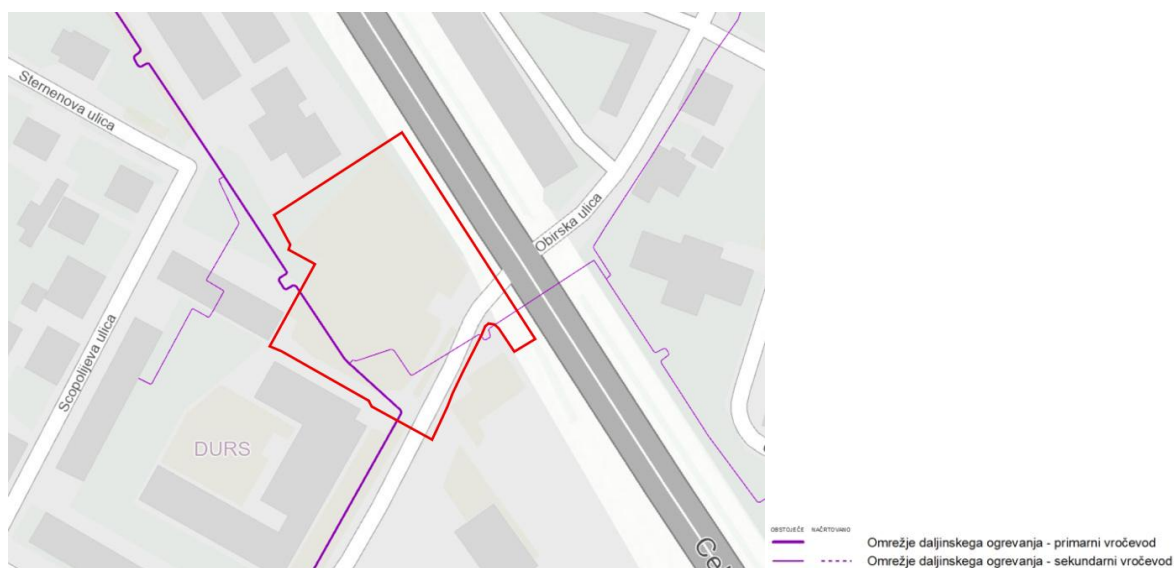 Sternenova ulica
Obirska ulica
Scopolijeva ulica
DURS
OBSTOJEČE NAČRTOVANO
Omrežje daljinskega ogrevanja - primarni vročevod
Omrežje daljinskega ogrevanja - sekundarni vročevod